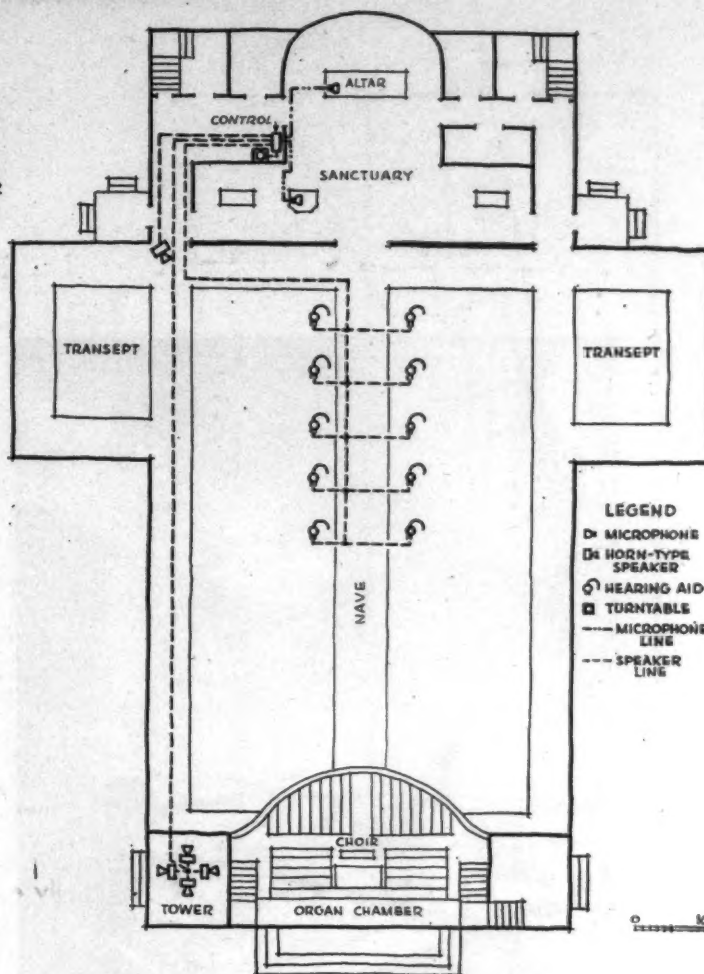 ALTAR
CONTROL
SANCTUARY
TRANSEPT
TRANSEPT
LEGEND
MICROPHONE
HORN-TYPE
SPEAKER
HEARING AID
TURNTABLE
MICROPHONE
LINE
SPEAKER
LINE
NAVE
CHOIR
TOWER
ORGAN CHAMBER
0